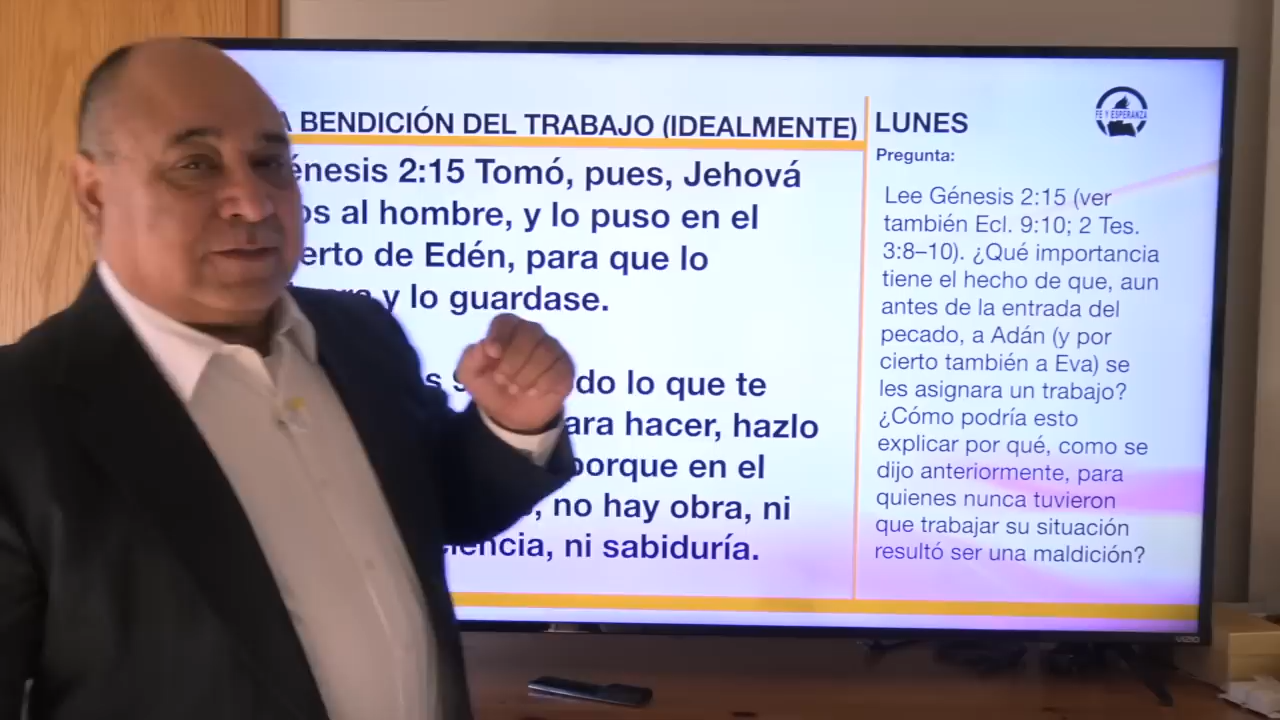 BENDICIÓN DEL TRABAJO (IDEALMENTE)
2:15 Tomó, pues, Jehová
al hombre, y lo puso en el
de Edén, para que lo
y lo guardase.
lo que te
hacer, hazlo
porque en el
no hay obra, ni
ni sabiduría.
LUNES
FE Y ESPERANZA
Pregunta:
Lee Génesis 2:15 (ver
también Ecl. 9:10; 2 Tes.
3:8–10). ¿Qué importancia
tiene el hecho de que, aun
antes de la entrada del
pecado, a Adán (y por
cierto también a Eva) se
les asignara un trabajo?
¿Cómo podría esto
explicar por qué, como se
dijo anteriormente, para
quienes nunca tuvieron
que trabajar su situación
resultó ser una maldición?
VIZIO